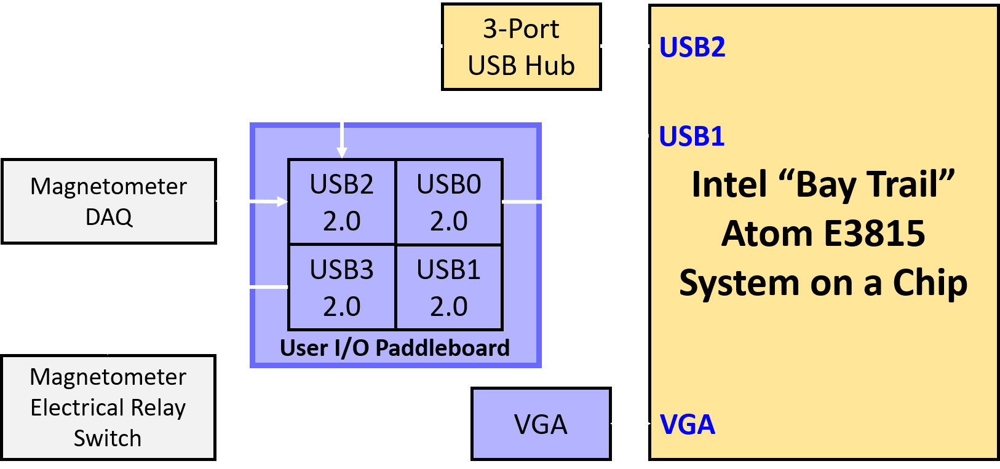 3-Port
USB Hub
USB2
USB1
Intel “Bay Trail”
Atom E3815
System on a Chip
VGA
Magnetometer
DAQ
USB2
2.0
USB0
2.0
USB3
2.0
USB1
2.0
User I/O Paddleboard
Magnetometer
Electrical Relay
Switch
VGA